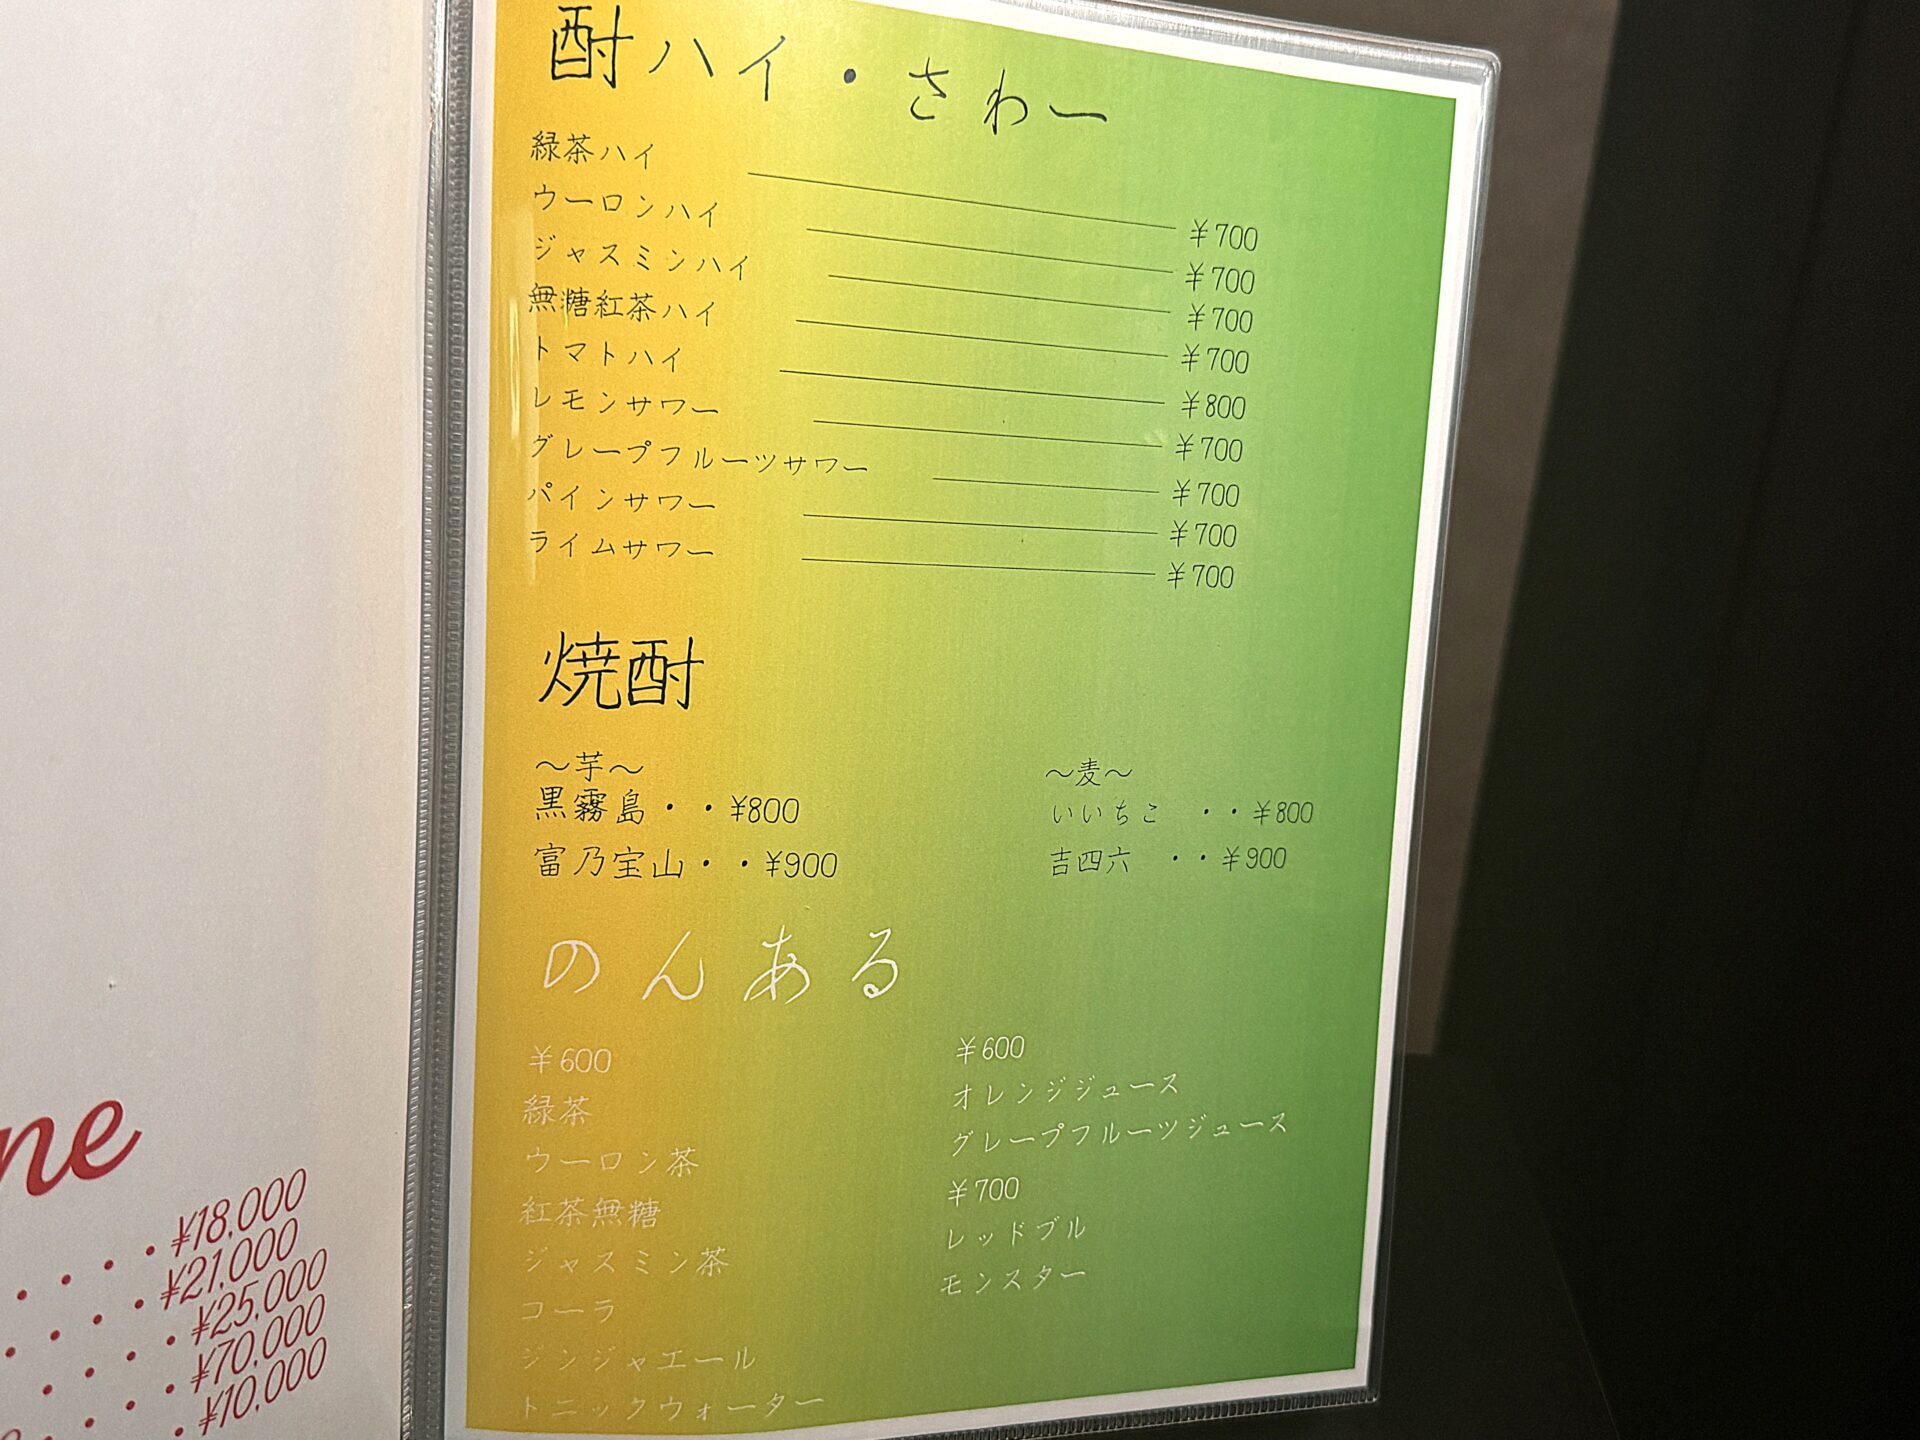 酎ハイ・さわー
緑茶ハイ ¥700
ウーロンハイ ¥700
ジャスミンハイ ¥700
無糖紅茶ハイ ¥700
トマトハイ ¥800
レモンサワー ¥700
グレープフルーツサワー ¥700
パインサワー ¥700
ライムサワー ¥700
焼酎
〜芋〜
黒霧島・・¥800
富乃宝山・・¥900
〜麦〜
いいちこ ・・¥800
吉四六 ・・¥900
のんある
¥600
緑茶
ウーロン茶
紅茶無糖
ジャスミン茶
コーラ
ジンジャエール
トニックウォーター
¥600
オレンジジュース
グレープフルーツジュース
¥700
レッドブル
モンスター
ne
¥18,000
¥21,000
¥25,000
¥70,000
¥10,000